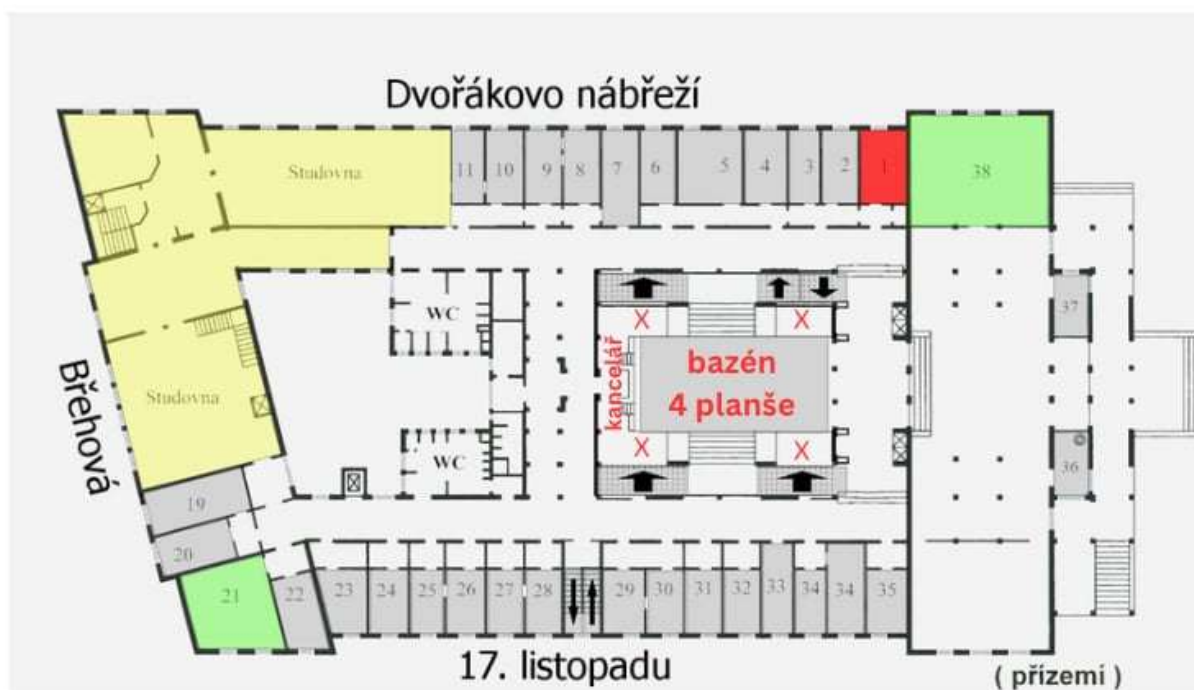 Dvořákovo nábřeží
Studovna
11 10 9 8 7 6 5 4 3 2 1
38
WC
37
kancelář
X X
bazén
4 planše
X X
Břehová
Studovna
WC
36
19
20
21
22 23 24 25 26 27 28 29 30 31 32 33 34 34 35
17. listopadu
( přízemí )